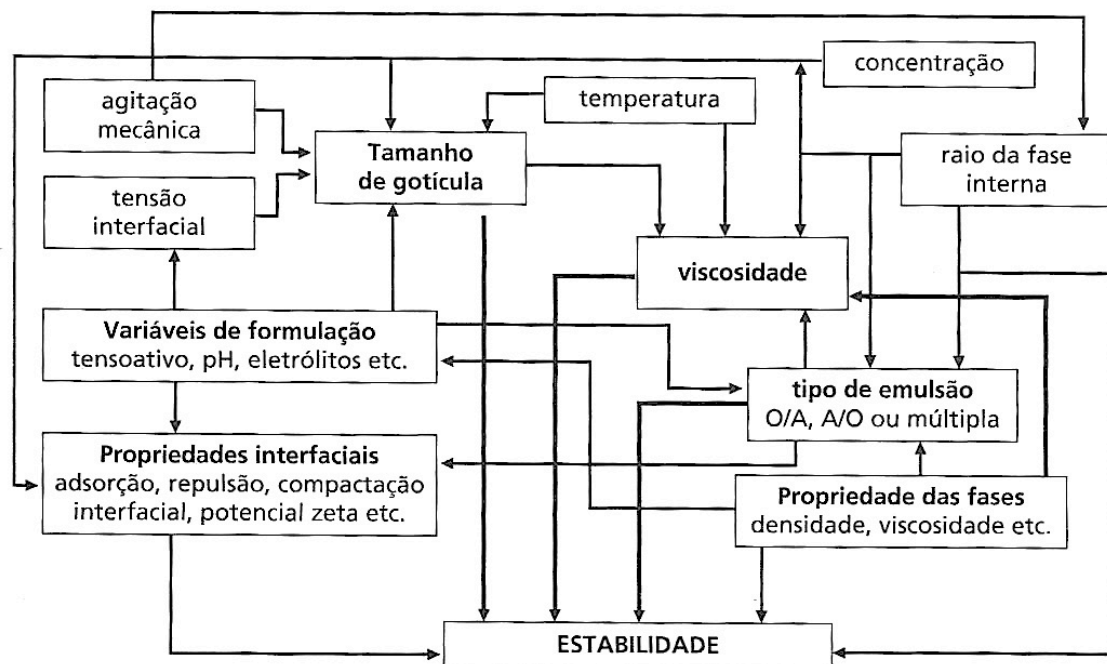 concentração
agitação
mecânica
temperatura
Tamanho
de gotícula
raio da fase
interna
tensão
interfacial
viscosidade
Variáveis de formulação
tensoativo, pH, eletrólitos etc.
tipo de emulsão
O/A, A/O ou múltipla
Propriedades interfaciais
adsorção, repulsão, compactação
interfacial, potencial zeta etc.
Propriedade das fases
densidade, viscosidade etc.
ESTABILIDADE